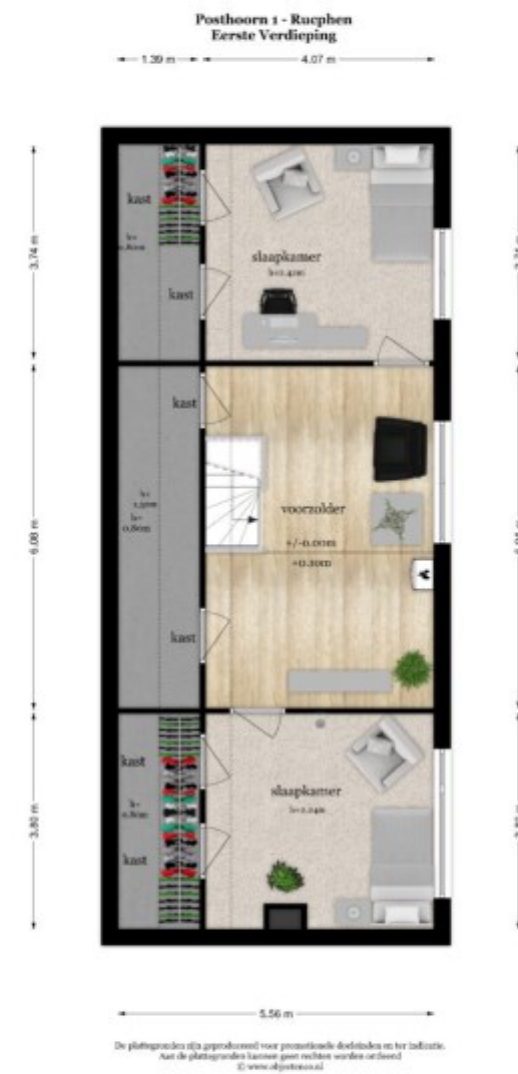 Posthoorn 1 - Rucphen
Eerste Verdieping
1.39 m
4.07 m
kast
slaapkamer
kast
3.74 m
kast
voorzolder
+/-0.00m
+0.20m
6.08 m
kast
kast
slaapkamer
kast
3.80 m
5.56 m
De plattegronden zijn geproduceerd voor promotionele doeleinden en ter indicatie.
Aan de plattegronden kunnen geen rechten worden ontleend
© www.objectenco.nl